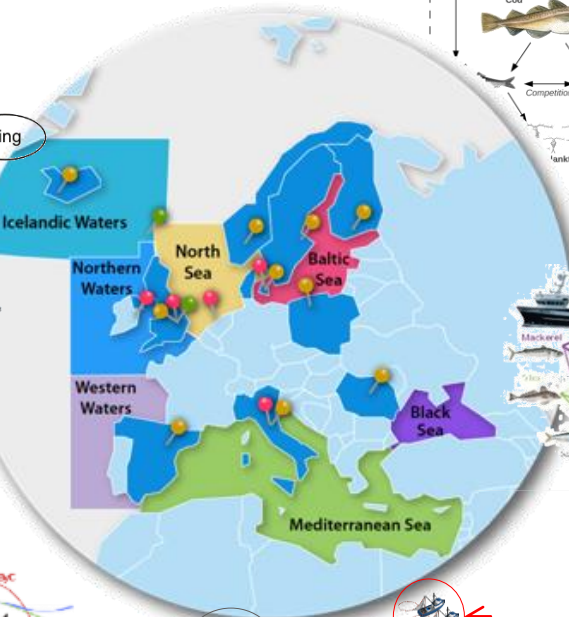 Cod
Competition
ing
Icelandic Waters
North
Sea
Northern
Waters
Baltic
Sea
Mackerel
Western
Waters
Black
Sea
Mediterranean Sea